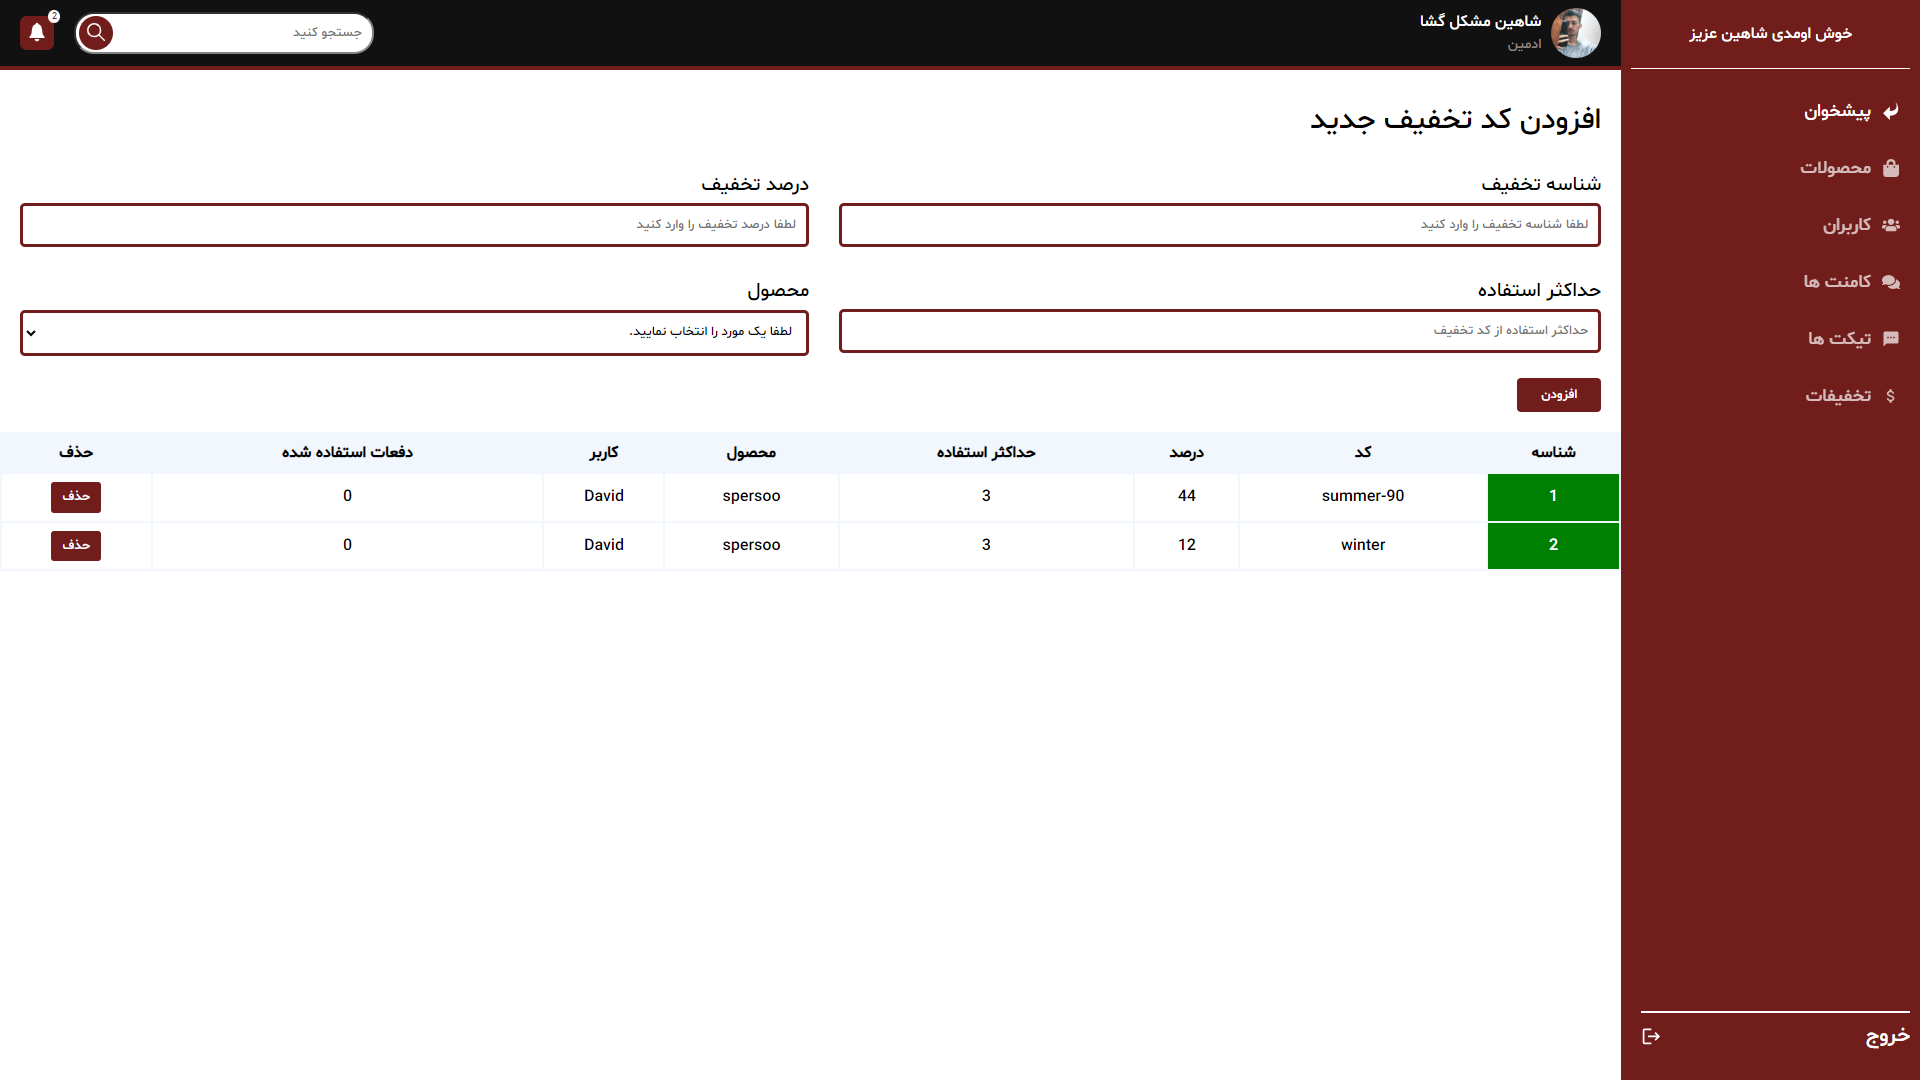 خوش اومدی شاهین عزیز
پیشخوان
محصولات
کاربران
کامنت ها
تیکت ها
تخفیفات
خروج
شاهین مشکل گشا
ادمین
جستجو کنید
2
افزودن کد تخفیف جدید
شناسه تخفیف
لطفا شناسه تخفیف را وارد کنید
درصد تخفیف
لطفا درصد تخفیف را وارد کنید
حداکثر استفاده
حداکثر استفاده از کد تخفیف
محصول
لطفا یک مورد را انتخاب نمایید.
افزودن
شناسه کد درصد حداکثر استفاده محصول کاربر دفعات استفاده شده حذف
1 summer-90 44 3 spersoo David 0 حذف
2 winter 12 3 spersoo David 0 حذف